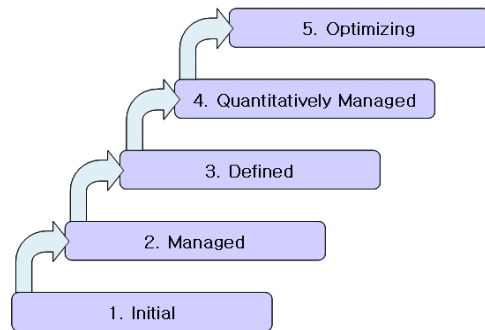 5. Optimizing
4. Quantitatively Managed
3. Defined
2. Managed
1. Initial